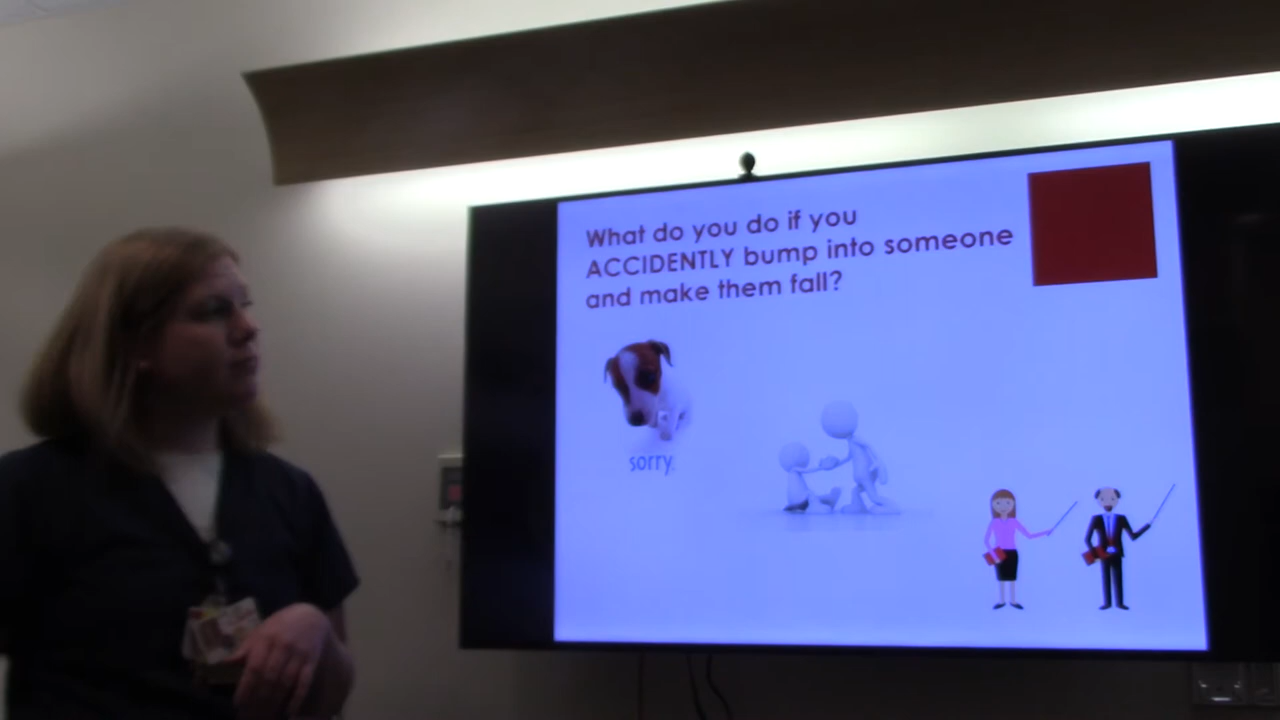 What do you do if you
ACCIDENTLY bump into someone
and make them fall?
sorry.